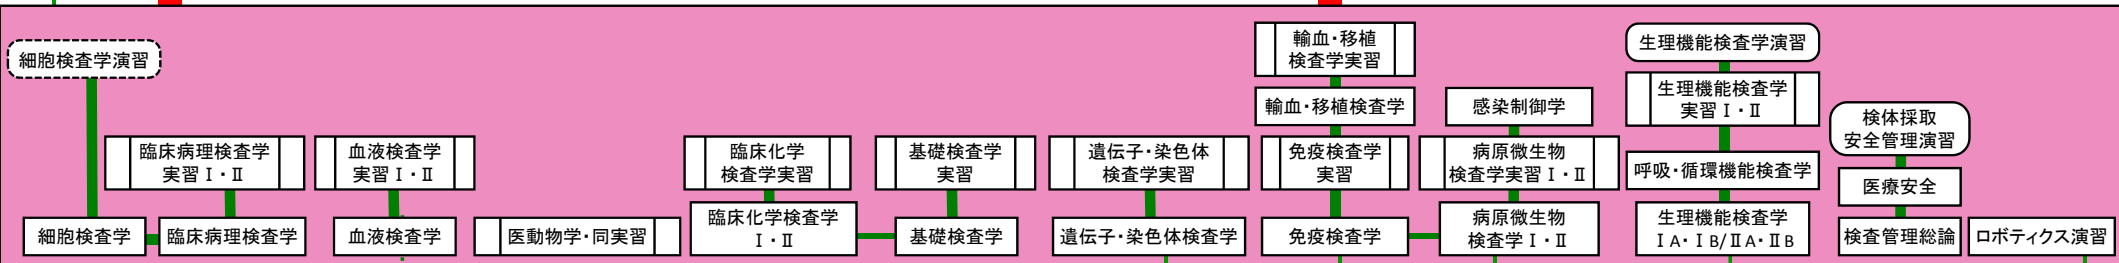 細胞検査学演習
臨床病理検査学
実習Ⅰ・Ⅱ
細胞検査学
臨床病理検査学
血液検査学
実習Ⅰ・Ⅱ
血液検査学
医動物学・同実習
臨床化学
検査学実習
臨床化学検査学
Ⅰ・Ⅱ
基礎検査学
実習
基礎検査学
遺伝子・染色体
検査学実習
遺伝子・染色体検査学
輸血・移植
検査学実習
輸血・移植検査学
免疫検査学
実習
免疫検査学
感染制御学
病原微生物
検査学実習Ⅰ・Ⅱ
病原微生物
検査学Ⅰ・Ⅱ
生理機能検査学演習
生理機能検査学
実習Ⅰ・Ⅱ
呼吸・循環機能検査学
生理機能検査学
ⅠA・ⅠB/ⅡA・ⅡB
検体採取
安全管理演習
医療安全
検査管理総論
ロボティクス演習